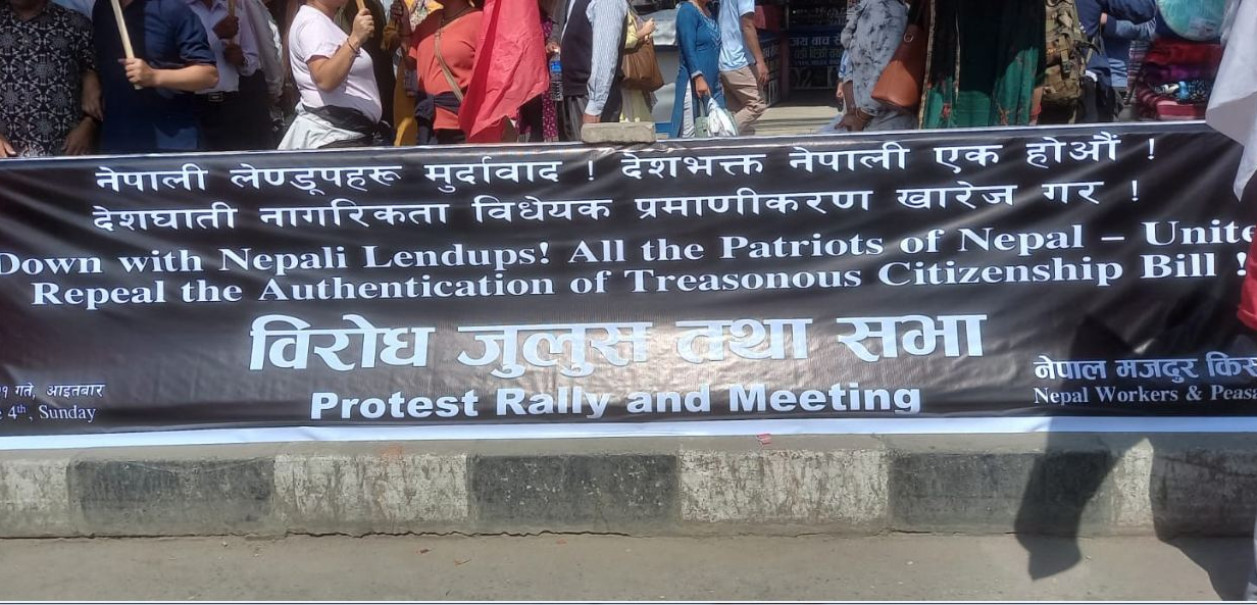 नेपाली लेण्डूपहरू मुर्दावाद ! देशभक्त नेपाली एक होऔं !
देशघाती नागरिकता विधेयक प्रमाणीकरण खारेज गर !
Down with Nepali Lendups! All the Patriots of Nepal – Unite
Repeal the Authentication of Treasonous Citizenship Bill !
विरोध जुलुस तथा सभा
Protest Rally and Meeting
गते, आइतबार
4th, Sunday
नेपाल मजदुर
Nepal Workers &